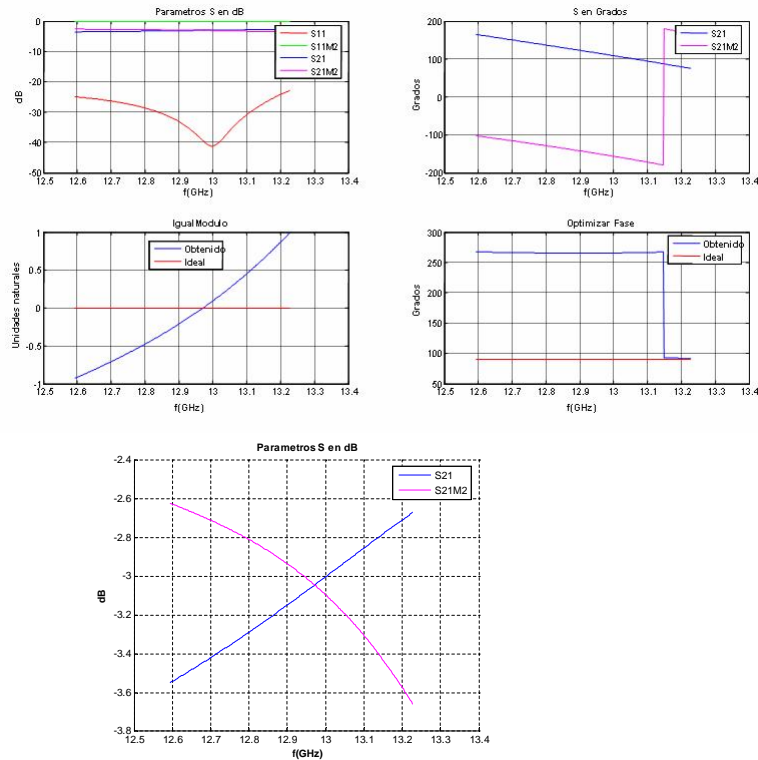 Parametros S en dB
S11
S11M2
S21
S21M2
dB
0
-10
-20
-30
-40
-50
12.5 12.6 12.7 12.8 12.9 13 13.1 13.2 13.3 13.4
f(GHz)
S en Grados
S21
S21M2
Grados
200
100
0
-100
-200
12.5 12.6 12.7 12.8 12.9 13 13.1 13.2 13.3 13.4
f(GHz)
Igual Modulo
Obtenido
Ideal
Unidades naturales
1
0.5
0
-0.5
-1
12.5 12.6 12.7 12.8 12.9 13 13.1 13.2 13.3 13.4
f(GHz)
Optimizar Fase
Obtenido
Ideal
Grados
300
250
200
150
100
50
12.5 12.6 12.7 12.8 12.9 13 13.1 13.2 13.3 13.4
f(GHz)
Parametros S en dB
S21
S21M2
dB
-2.4
-2.6
-2.8
-3
-3.2
-3.4
-3.6
-3.8
12.5 12.6 12.7 12.8 12.9 13 13.1 13.2 13.3 13.4
f(GHz)